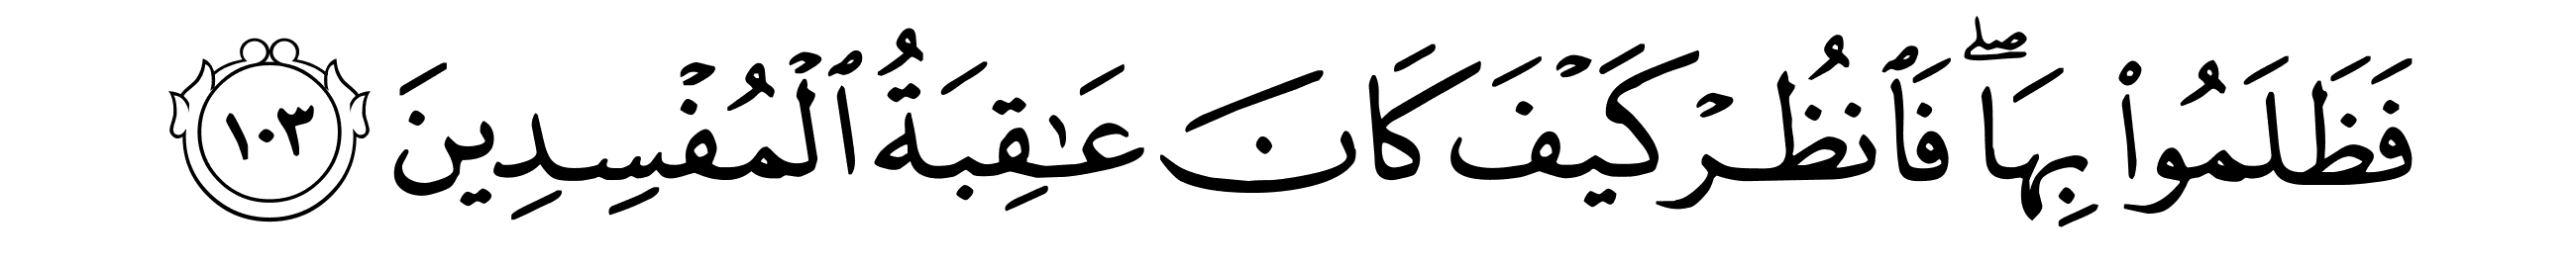 فَظَلَمُوا۟ بِهَا ۖ فَٱنظُرْ كَيْفَ كَانَ عَـٰقِبَةُ ٱلْمُفْسِدِينَ ١٠٣